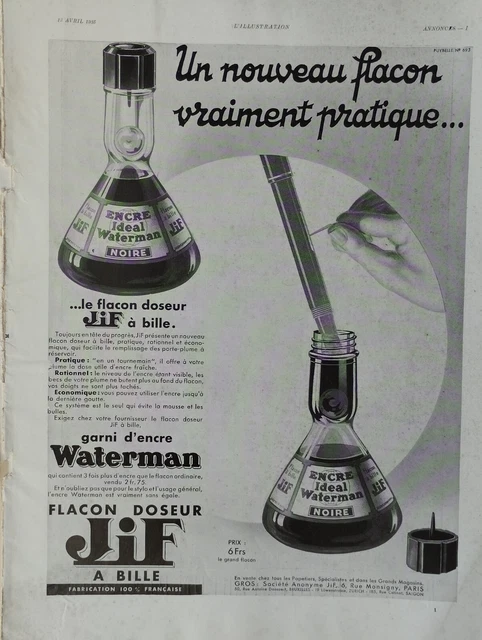 AVRIL
L'ILLUSTRATION
ANNONCES — 1
Un nouveau flacon
vraiment pratique...
ENCRE
Ideal
Waterman
NOIRE
JiF
JiF
...le flacon doseur
JiF à bille.
Toujours en tête du progrès, JiF présente un nouveau
flacon doseur à bille, pratique, rationnel et écono-
mique, qui facilite le remplissage des porte-plume à
réservoir.
Pratique : "en un tournemain", il offre à votre
plume la dose utile d'encre fraîche.
Rationnel : le niveau de l'encre étant visible, les
becs de votre plume ne butent plus au fond du flacon,
vos doigts ne sont plus tachés.
Économique : vous pouvez utiliser l'encre jusqu'à
la dernière goutte.
Ce système est le seul qui évite la mousse et les
bulles.
Exigez chez votre fournisseur le flacon doseur
JiF à bille.
garni d'encre
Waterman
qui contient 3 fois plus d'encre que le flacon ordinaire,
vendu 2 fr. 75.
Et n'oubliez pas que pour le stylo et l'usage général,
l'encre Waterman est vraiment sans égale.
FLACON DOSEUR
JiF
A BILLE
FABRICATION 100 % FRANÇAISE
ENCRE
Ideal
Waterman
NOIRE
JiF
JiF
PRIX :
6 Frs
le grand flacon
En vente chez tous les Papetiers, Spécialistes et dans les Grands Magasins.
GROS: Société Anonyme JiF, 6, Rue Monsigny, PARIS
1